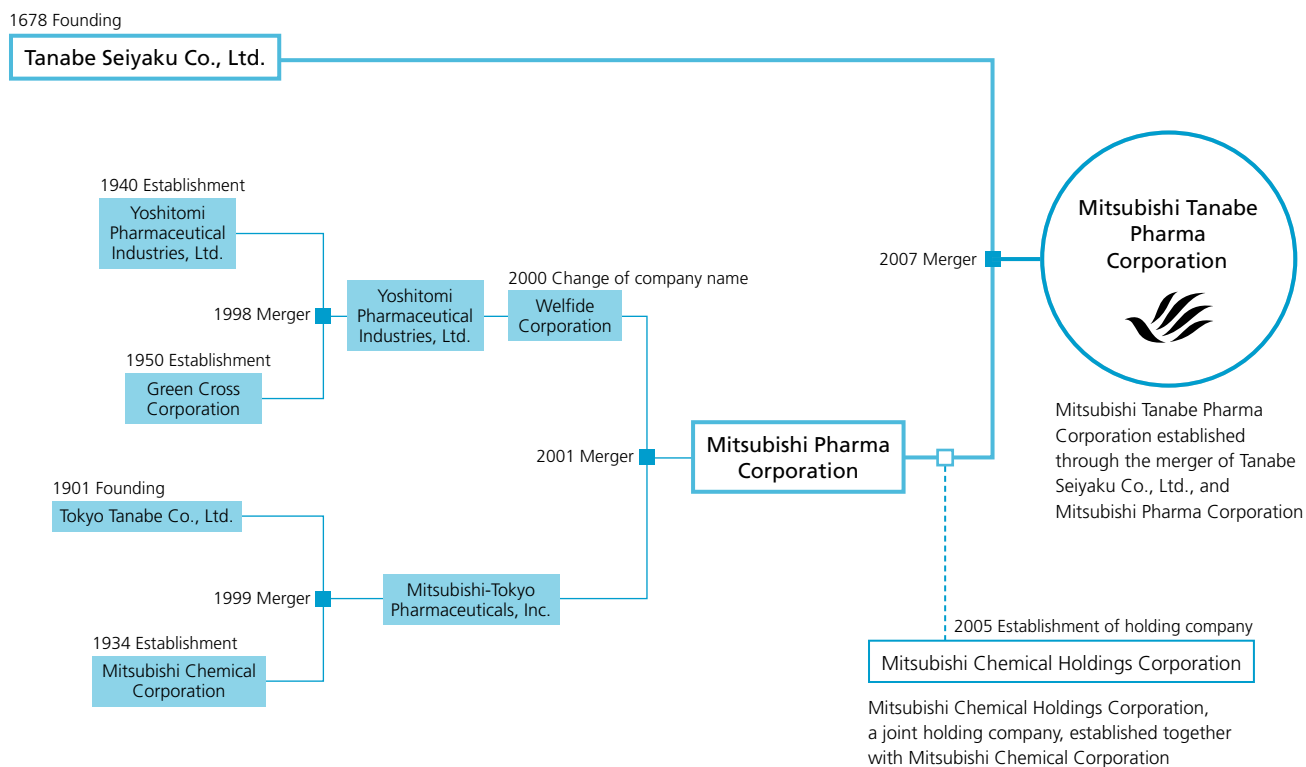 1678 Founding
Tanabe Seiyaku Co., Ltd.
1940 Establishment
Yoshitomi
Pharmaceutical
Industries, Ltd.
1998 Merger
1950 Establishment
Green Cross
Corporation
Yoshitomi
Pharmaceutical
Industries, Ltd.
2000 Change of company name
Welfide
Corporation
1901 Founding
Tokyo Tanabe Co., Ltd.
1999 Merger
1934 Establishment
Mitsubishi Chemical
Corporation
Mitsubishi-Tokyo
Pharmaceuticals, Inc.
2001 Merger
Mitsubishi Pharma
Corporation
2007 Merger
Mitsubishi Tanabe
Pharma
Corporation
Mitsubishi Tanabe Pharma
Corporation established
through the merger of Tanabe
Seiyaku Co., Ltd., and
Mitsubishi Pharma Corporation
2005 Establishment of holding company
Mitsubishi Chemical Holdings Corporation
Mitsubishi Chemical Holdings Corporation,
a joint holding company, established together
with Mitsubishi Chemical Corporation